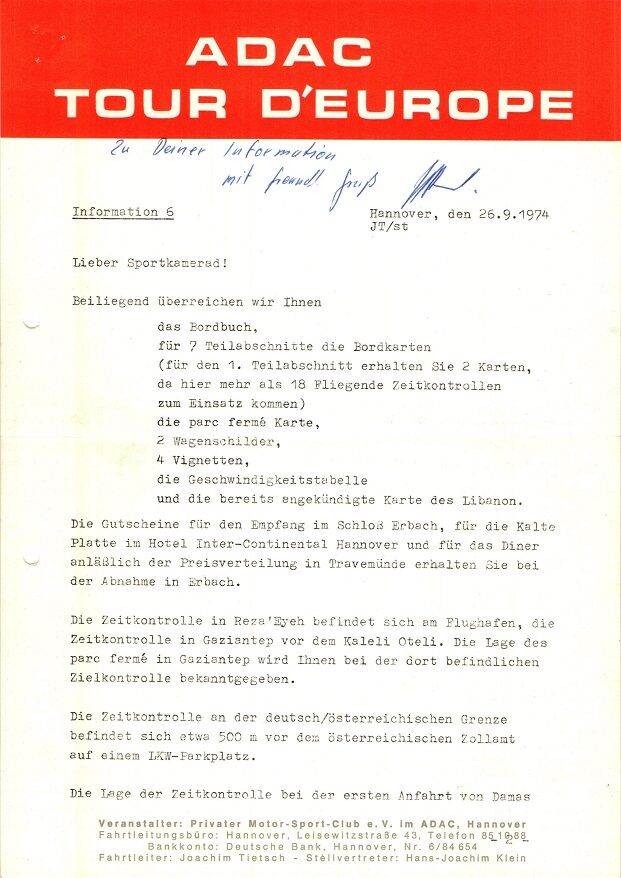 ADAC
TOUR D'EUROPE
Zu Deiner Information
mit freundl. Gruß
Information 6
Hannover, den 26.9.1974
JT/st
Lieber Sportkamerad!
Beiliegend überreichen wir Ihnen
das Bordbuch,
für 7 Teilabschnitte die Bordkarten
(für den 1. Teilabschnitt erhalten Sie 2 Karten,
da hier mehr als 18 Fliegende Zeitkontrollen
zum Einsatz kommen)
die parc fermé Karte,
2 Wagenschilder,
4 Vignetten,
die Geschwindigkeitstabelle
und die bereits angekündigte Karte des Libanon.
Die Gutscheine für den Empfang im Schloß Erbach, für die Kalte
Platte im Hotel Inter-Continental Hannover und für das Diner
anläßlich der Preisverteilung in Travemünde erhalten Sie bei
der Abnahme in Erbach.
Die Zeitkontrolle in Reza'Eyeh befindet sich am Flughafen, die
Zeitkontrolle in Gaziantep vor dem Kaleli Oteli. Die Lage des
parc fermé in Gaziantep wird Ihnen bei der dort befindlichen
Zielkontrolle bekanntgegeben.
Die Zeitkontrolle an der deutsch/österreichischen Grenze
befindet sich etwa 500 m vor dem österreichischen Zollamt
auf einem LKW-Parkplatz.
Die Lage der Zeitkontrolle bei der ersten Anfahrt von Damas
Veranstalter: Privater Motor-Sport-Club e.V. im ADAC, Hannover
Fahrtleitungsbüro: Hannover, Leisewitzstraße 43, Telefon 85 10 88
- 2 -
Bankkonto: Deutsche Bank, Hannover, Nr. 6/84 654
Fahrtleiter: Joachim Tietsch - Stellvertreter: Hans-Joachim Klein